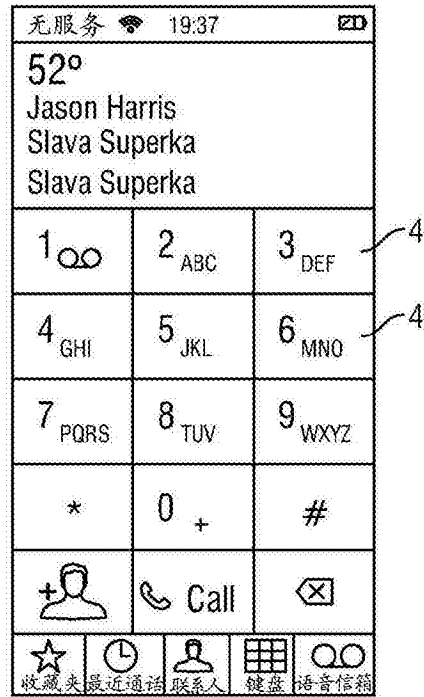 无服务 19:37
52º
Jason Harris
Slava Superka
Slava Superka
1 2 ABC 3 DEF 4
4 GHI 5 JKL 6 MNO 4
7 PQRS 8 TUV 9 WXYZ
* 0 + #
+ Call
收藏夹 最近通话 联系人 键盘 语音信箱